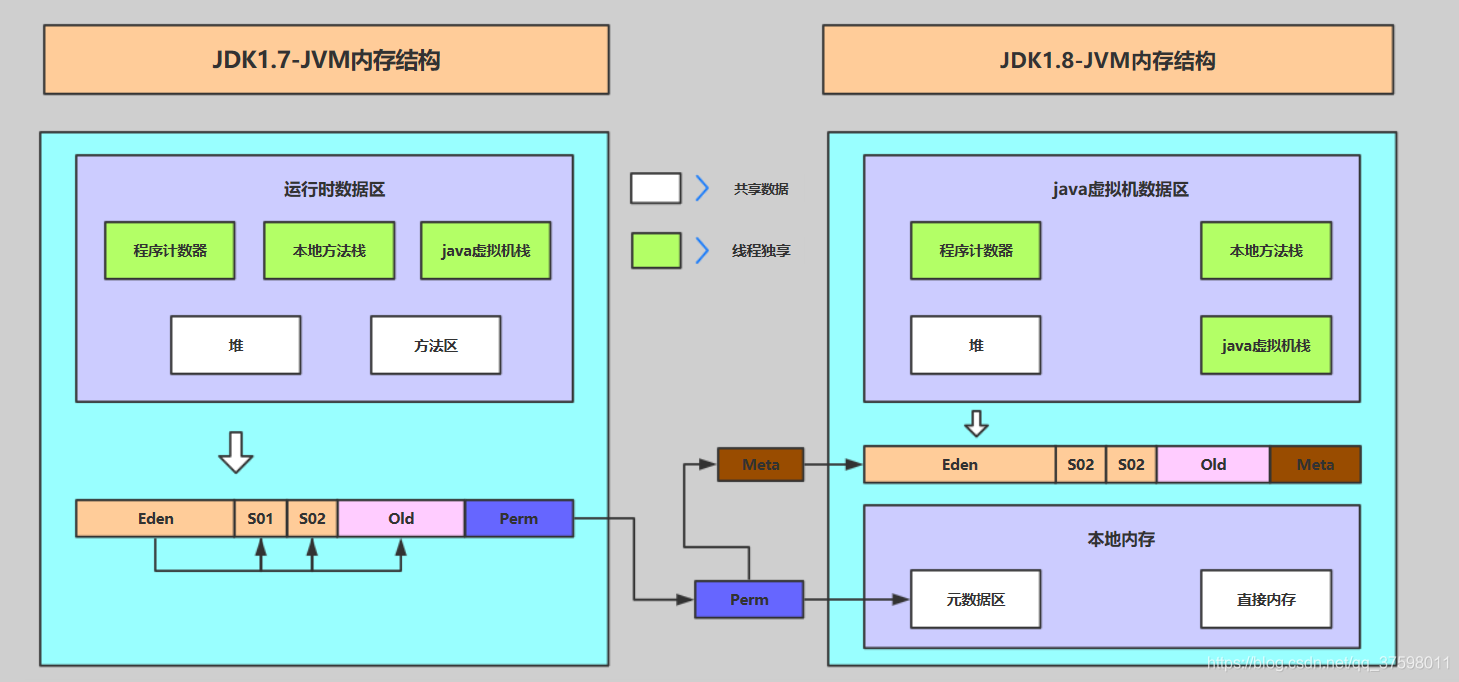 JDK1.7-JVM内存结构
JDK1.8-JVM内存结构
运行时数据区
程序计数器
本地方法栈
java虚拟机栈
堆
方法区
Eden
S01
S02
Old
Perm
共享数据
线程独享
Meta
Perm
java虚拟机数据区
程序计数器
本地方法栈
堆
java虚拟机栈
Eden
S02
S02
Old
Meta
本地内存
元数据区
直接内存
https://blog.csdn.net/qq_37598011